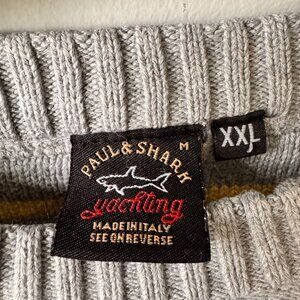 M
PAUL & SHARK
yachting
MADE IN ITALY
SEE ON REVERSE
XXL